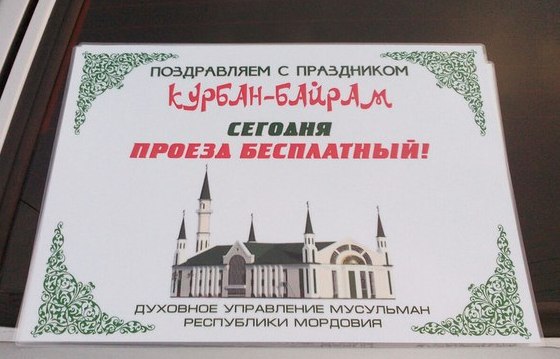 ПОЗДРАВЛЯЕМ С ПРАЗДНИКОМ
КУРБАН-БАЙРАМ
СЕГОДНЯ
ПРОЕЗД БЕСПЛАТНЫЙ!
ДУХОВНОЕ УПРАВЛЕНИЕ МУСУЛЬМАН
РЕСПУБЛИКИ МОРДОВИЯ